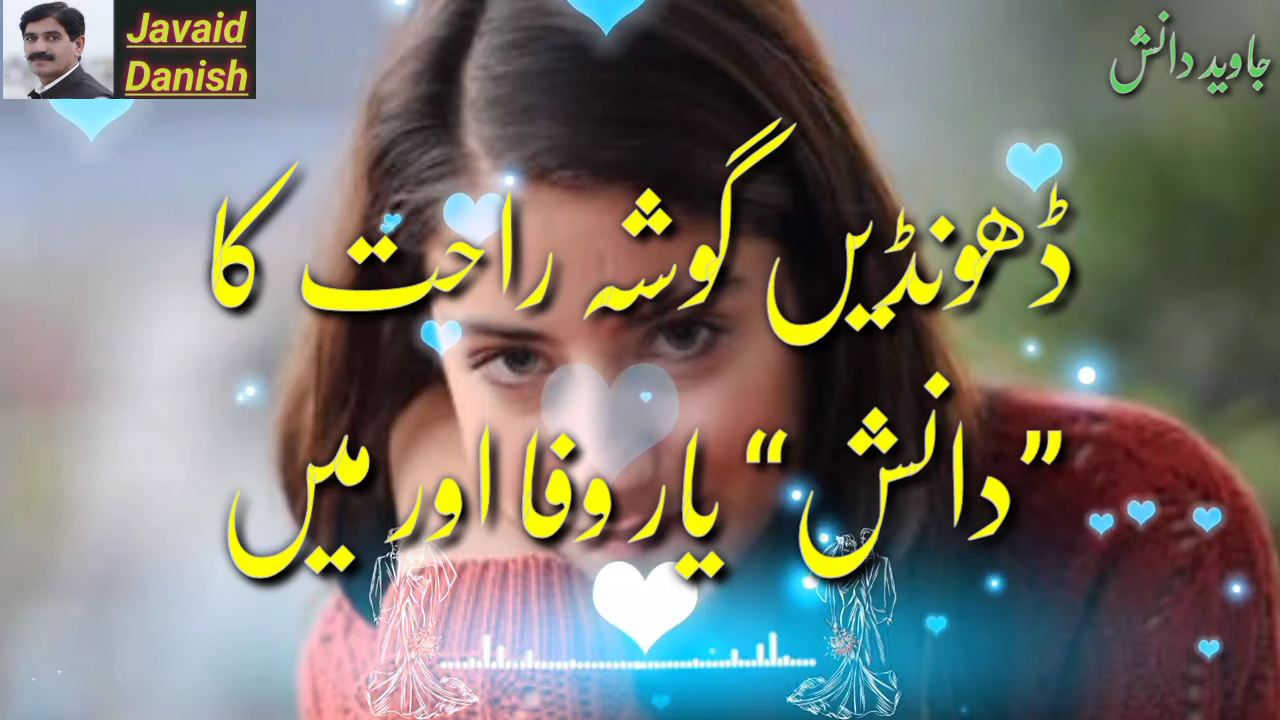 Javaid
Danish
جاوید دانش
ڈھونڈیں گوشہ راحت کا
”دانش“ یار وفا اور میں